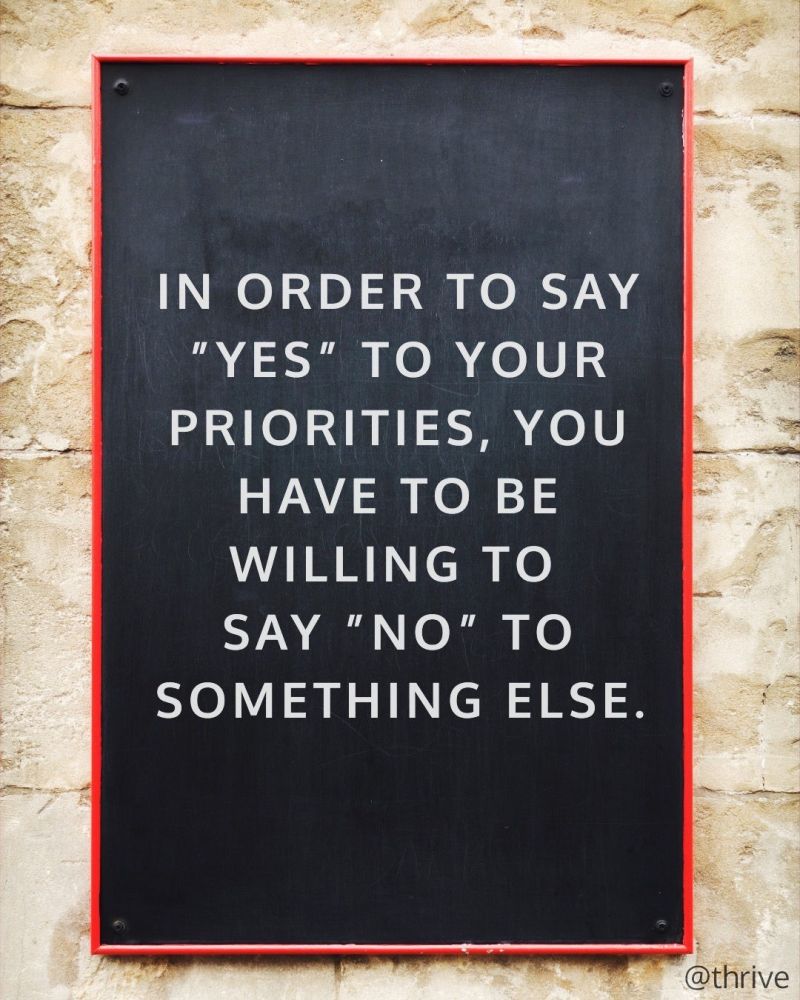 IN ORDER TO SAY
"YES" TO YOUR
PRIORITIES, YOU
HAVE TO BE
WILLING TO
SAY "NO" TO
SOMETHING ELSE.
@thrive